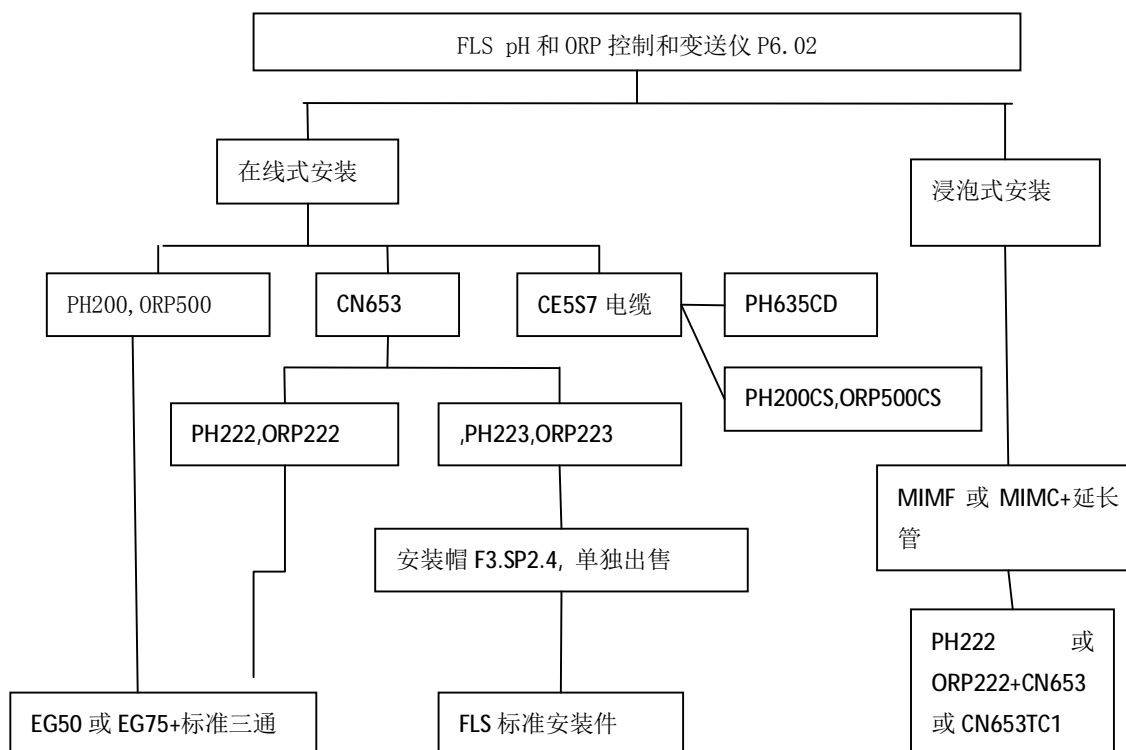 FLS pH 和 ORP 控制和变送仪 P6.02
在线式安装
浸泡式安装
PH200,ORP500
CN653
CE5S7 电缆
PH635CD
PH200CS,ORP500CS
PH222,ORP222
,PH223,ORP223
MIMF 或 MIMC+延长
管
安装帽 F3.SP2.4, 单独出售
PH222 或
ORP222+CN653
或 CN653TC1
EG50 或 EG75+标准三通
FLS 标准安装件